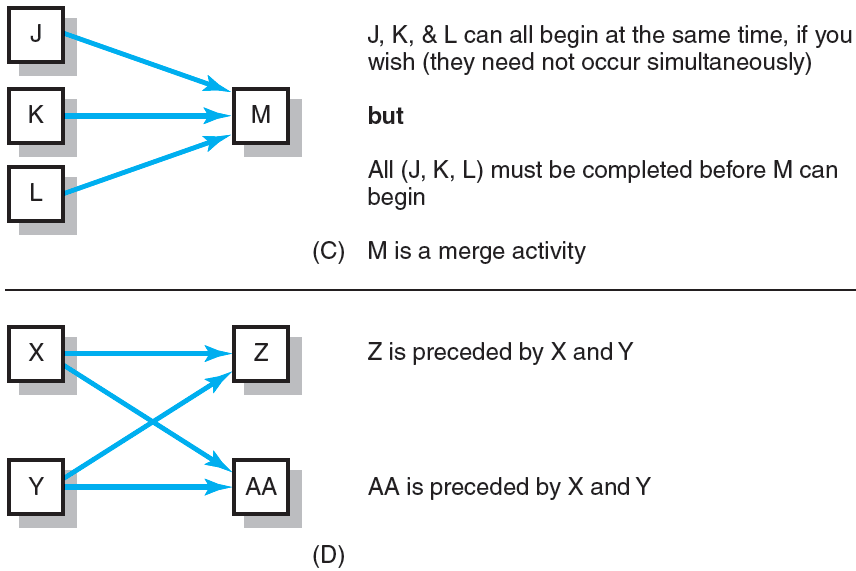 J
J, K, & L can all begin at the same time, if you
wish (they need not occur simultaneously)
K
M
but
L
All (J, K, L) must be completed before M can
begin
(C) M is a merge activity
X
Z
Z is preceded by X and Y
Y
AA
AA is preceded by X and Y
(D)